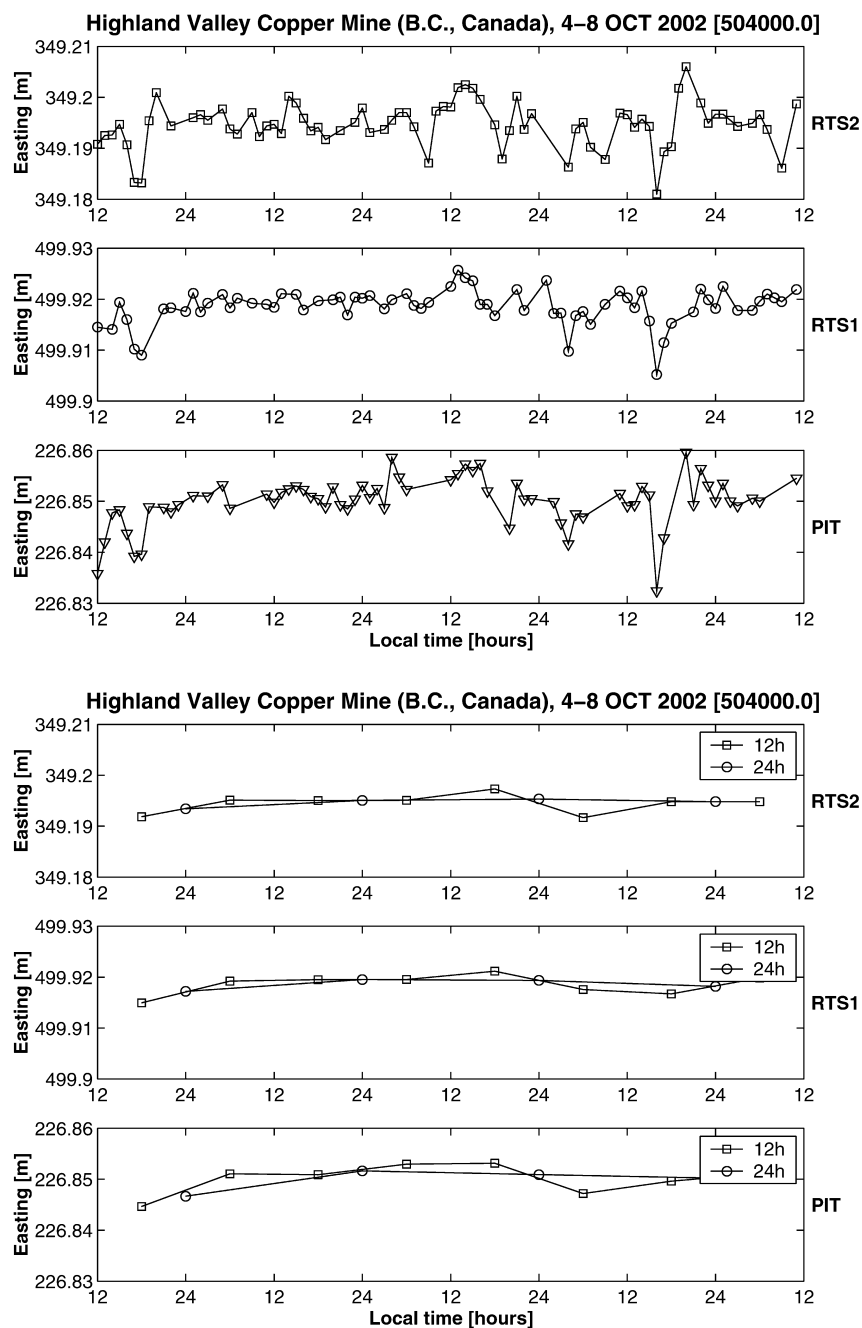 Highland Valley Copper Mine (B.C., Canada), 4−8 OCT 2002 [504000.0]
349.21
349.2
349.19
349.18
Easting [m]
RTS2
12 24 12 24 12 24 12 24 12
499.93
499.92
499.91
499.9
Easting [m]
RTS1
12 24 12 24 12 24 12 24 12
226.86
226.85
226.84
226.83
Easting [m]
PIT
12 24 12 24 12 24 12 24 12
Local time [hours]
Highland Valley Copper Mine (B.C., Canada), 4−8 OCT 2002 [504000.0]
349.21
349.2
349.19
349.18
Easting [m]
12h
24h
RTS2
12 24 12 24 12 24 12 24 12
499.93
499.92
499.91
499.9
Easting [m]
12h
24h
RTS1
12 24 12 24 12 24 12 24 12
226.86
226.85
226.84
226.83
Easting [m]
12h
24h
PIT
12 24 12 24 12 24 12 24 12
Local time [hours]